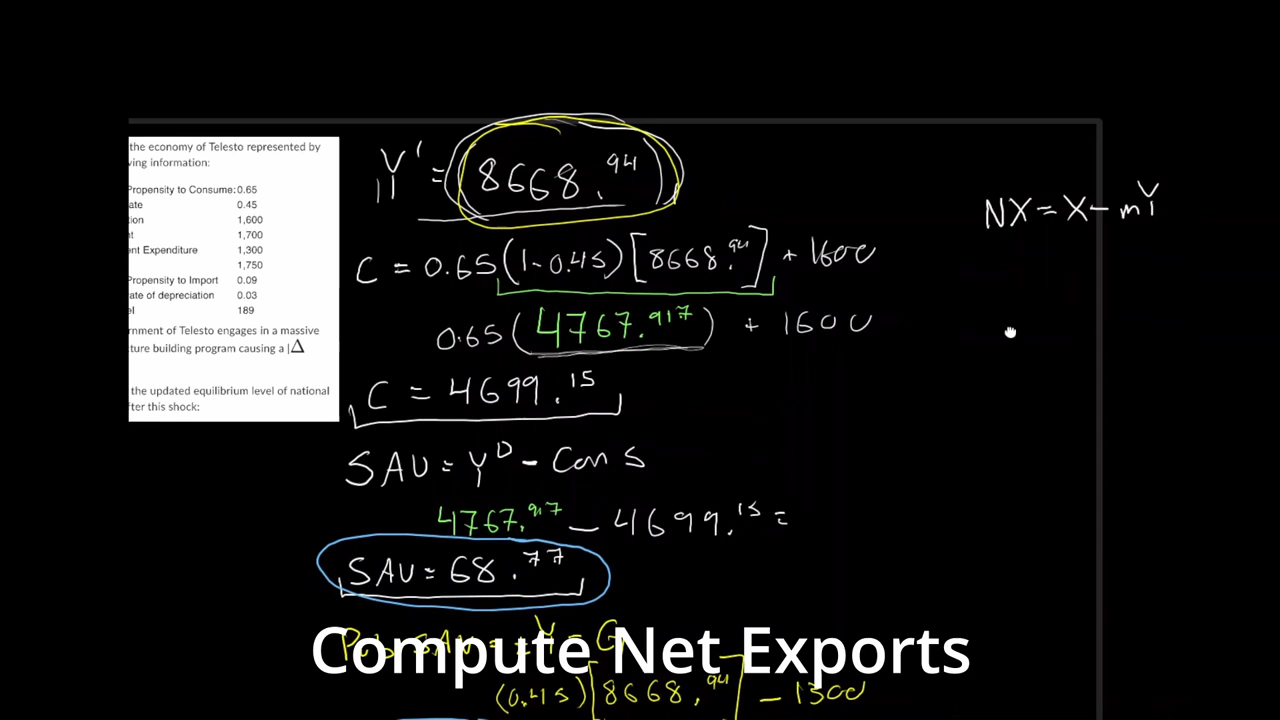 the economy of Telesto represented by
ving information:
Propensity to Consume: 0.65
ate 0.45
tion 1,600
nt 1,700
ent Expenditure 1,300
1,750
Propensity to Import 0.09
ate of depreciation 0.03
el 189
rnment of Telesto engages in a massive
ture building program causing a |Δ
the updated equilibrium level of national
fter this shock:
Y' = 8668.94
C = 0.65(1-0.45)[8668.94] + 1600
0.65(4767.917) + 1600
C = 4699.15
SAV = Y^D - Cons
4767.917 - 4699.15 =
SAV = 68.77
(0.45)[8668.94] - 1300
NX = X - mY
Compute Net Exports